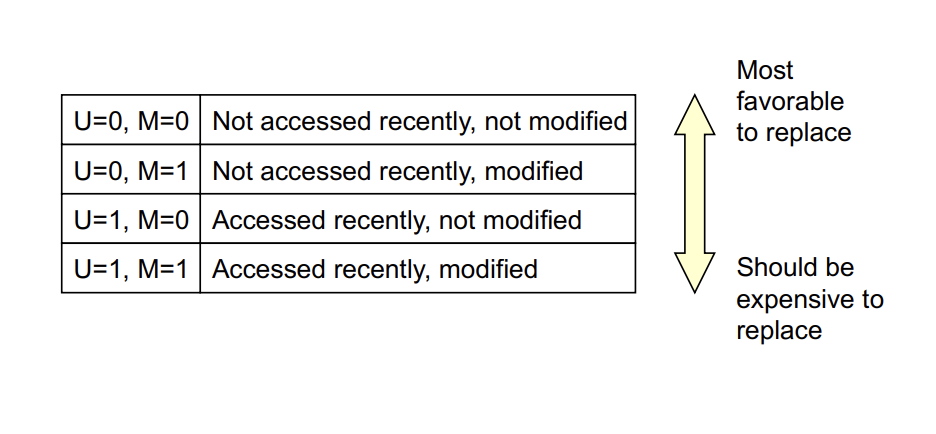 U=0, M=0 Not accessed recently, not modified
U=0, M=1 Not accessed recently, modified
U=1, M=0 Accessed recently, not modified
U=1, M=1 Accessed recently, modified
Most
favorable
to replace
Should be
expensive to
replace